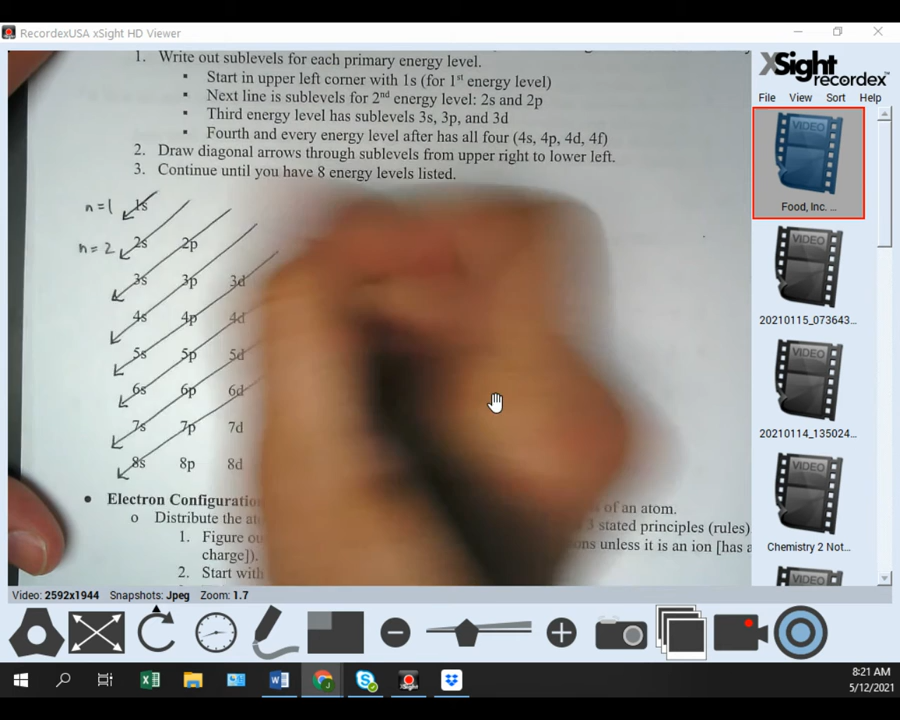 RecordexUSA xSight HD Viewer
1. Write out sublevels for each primary energy level.
▪ Start in upper left corner with 1s (for 1st energy level)
▪ Next line is sublevels for 2nd energy level: 2s and 2p
▪ Third energy level has sublevels 3s, 3p, and 3d
▪ Fourth and every energy level after has all four (4s, 4p, 4d, 4f)
2. Draw diagonal arrows through sublevels from upper right to lower left.
3. Continue until you have 8 energy levels listed.
n=1 1s
n=2 2s 2p
3s 3p 3d
4s 4p 4d
5s 5p 5d
6s 6p 6d
7s 7p 7d
8s 8p 8d
• Electron of an atom.
o Distribute the 3 stated principles (rules)
1. Figure unless it is an ion [has a
charge]).
2. Start with
XSight
recordex
File View Sort Help
VIDEO
Food, Inc. ...
VIDEO
20210115_073643...
VIDEO
20210114_135024...
VIDEO
Chemistry 2 Not...
VIDEO
Video: 2592x1944 Snapshots: Jpeg Zoom: 1.7
8:21 AM
5/12/2021